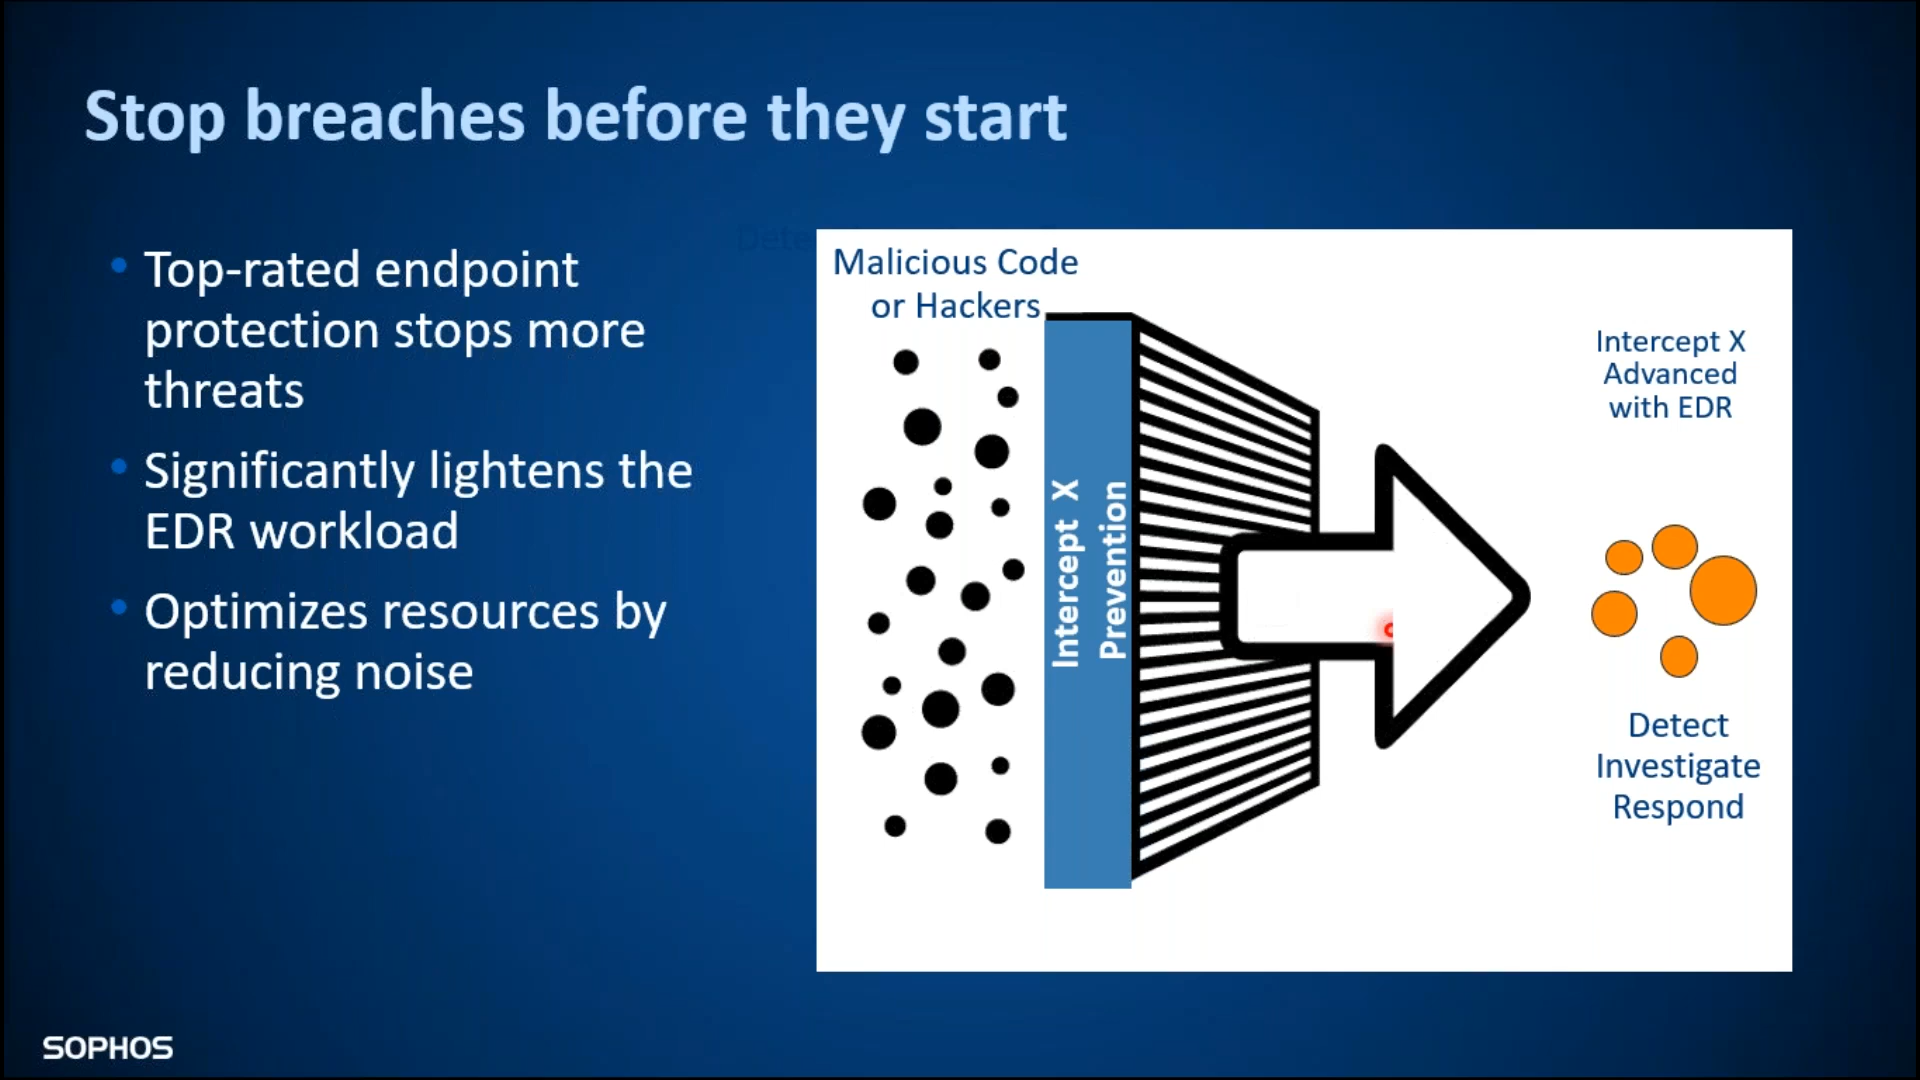 Stop breaches before they start
Top-rated endpoint
protection stops more
threats
Significantly lightens the
EDR workload
Optimizes resources by
reducing noise
Malicious Code
or Hackers
Intercept X
Prevention
Intercept X
Advanced
with EDR
Detect
Investigate
Respond
SOPHOS